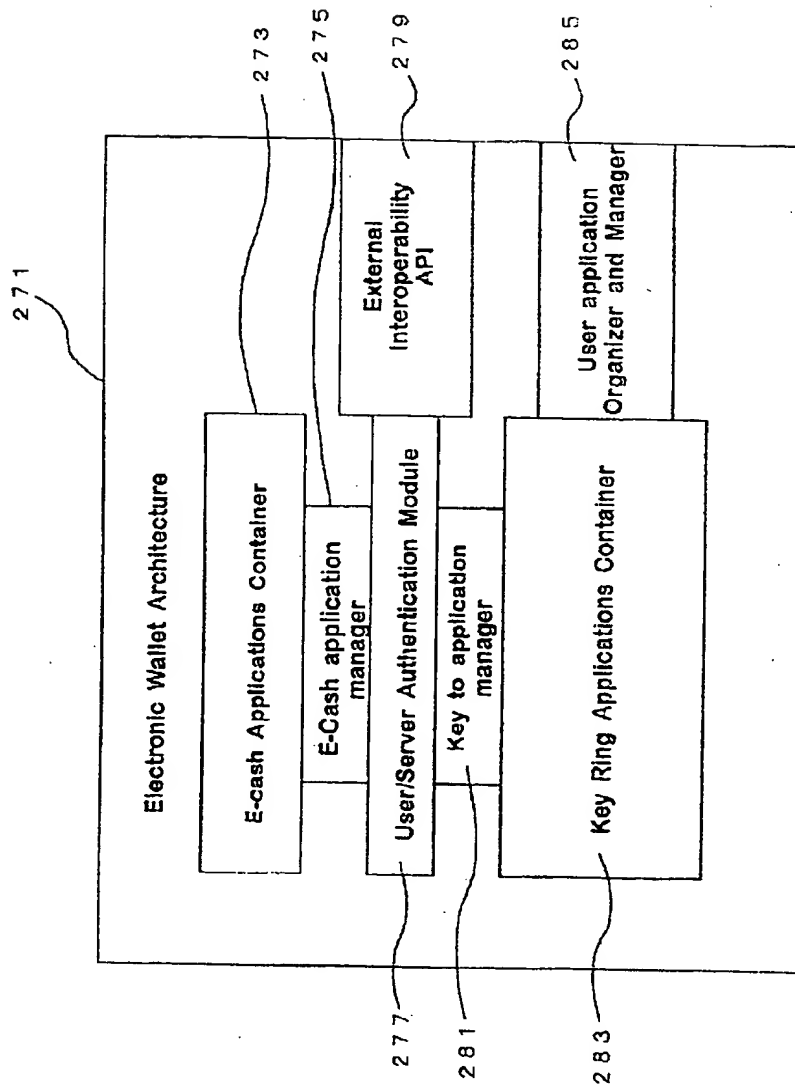 271
Electronic Wallet Architecture
E-cash Applications Container
273
E-Cash application
manager
275
User/Server Authentication Module
277
External
Interoperability
API
279
Key to application
manager
281
Key Ring Applications Container
283
User application
Organizer and Manager
285